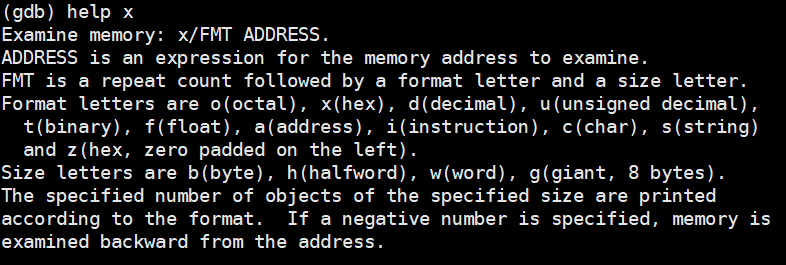 (gdb) help x
Examine memory: x/FMT ADDRESS.
ADDRESS is an expression for the memory address to examine.
FMT is a repeat count followed by a format letter and a size letter.
Format letters are o(octal), x(hex), d(decimal), u(unsigned decimal),
  t(binary), f(float), a(address), i(instruction), c(char), s(string)
  and z(hex, zero padded on the left).
Size letters are b(byte), h(halfword), w(word), g(giant, 8 bytes).
The specified number of objects of the specified size are printed
according to the format.  If a negative number is specified, memory is
examined backward from the address.